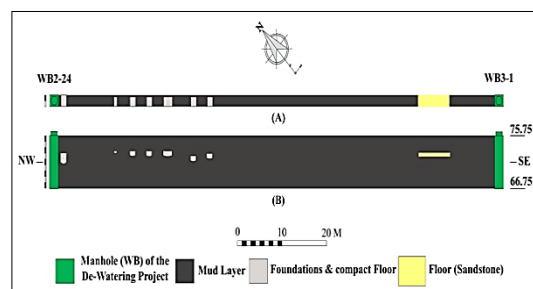 WB2-24
WB3-1
(A)
75.75
NW
SE
66.75
(B)
0 10 20 M
Manhole (WB) of the
De-Watering Project
Mud Layer
Foundations & compact Floor
Floor (Sandstone)